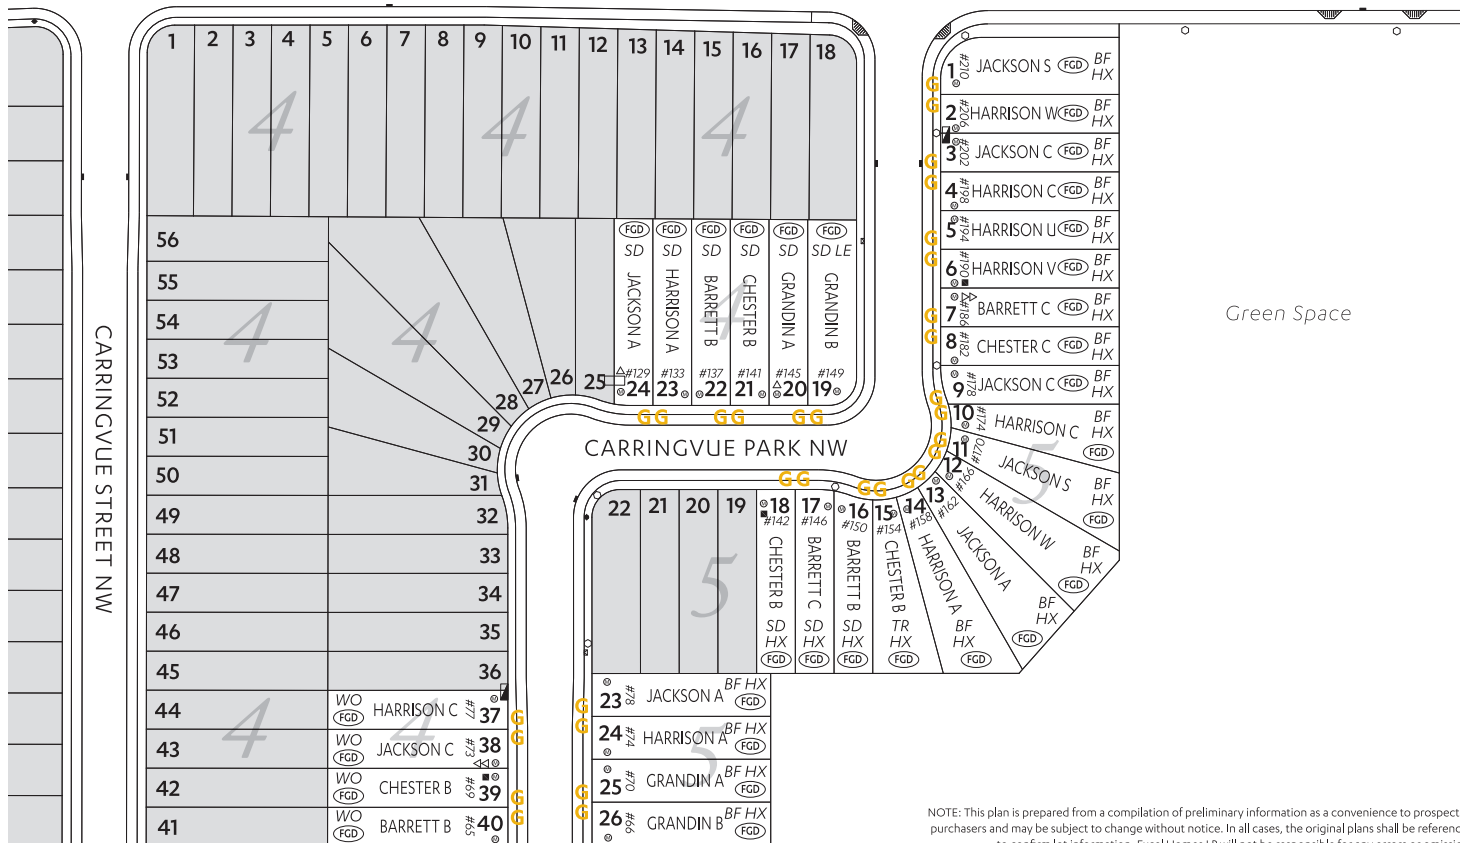 1 2 3 4 5 6 7 8 9 10 11 12 13 14 15 16 17 18
4 4 4
56
55
54
53
52
51
50
49
48
47
46
45
44
43
42
41
4 4
4 4
CARRINGVUE STREET NW
25 26 27 28 29 30 31
32
33
34
35
36
WO FGD HARRISON C #77 37
WO FGD JACKSON C #73 38
WO FGD CHESTER B #69 39
WO FGD BARRETT B #65 40
FGD SD JACKSON A #129 24
FGD SD HARRISON A #133 23
FGD SD BARRETT B #137 22
FGD SD CHESTER B #141 21
FGD SD GRANDIN A #145 20
FGD SD LE GRANDIN B #149 19
4
G G G G G G
CARRINGVUE PARK NW
1 #210 JACKSON S FGD BF HX
2 #206 HARRISON W FGD BF HX
3 #202 JACKSON C FGD BF HX
4 #198 HARRISON C FGD BF HX
5 #194 HARRISON U FGD BF HX
6 #190 HARRISON V FGD BF HX
7 #186 BARRETT C FGD BF HX
8 #182 CHESTER C FGD BF HX
9 #178 JACKSON C FGD BF HX
10 #174 HARRISON C BF HX FGD
11 #170 JACKSON S BF HX FGD
12 #166 HARRISON W BF HX FGD
13 #162 JACKSON A BF HX FGD
14 #158 HARRISON A BF HX FGD
15 #154 CHESTER B TR HX FGD
16 #150 BARRETT B SD HX FGD
17 #146 BARRETT C SD HX FGD
18 #142 CHESTER B SD HX FGD
5
22 21 20 19
5
23 #78 JACKSON A BF HX FGD
24 #74 HARRISON A BF HX FGD
25 #70 GRANDIN A BF HX FGD
26 #66 GRANDIN B BF HX FGD
5
Green Space
NOTE: This plan is prepared from a compilation of preliminary information as a convenience to prospect
purchasers and may be subject to change without notice. In all cases, the original plans shall be referenc